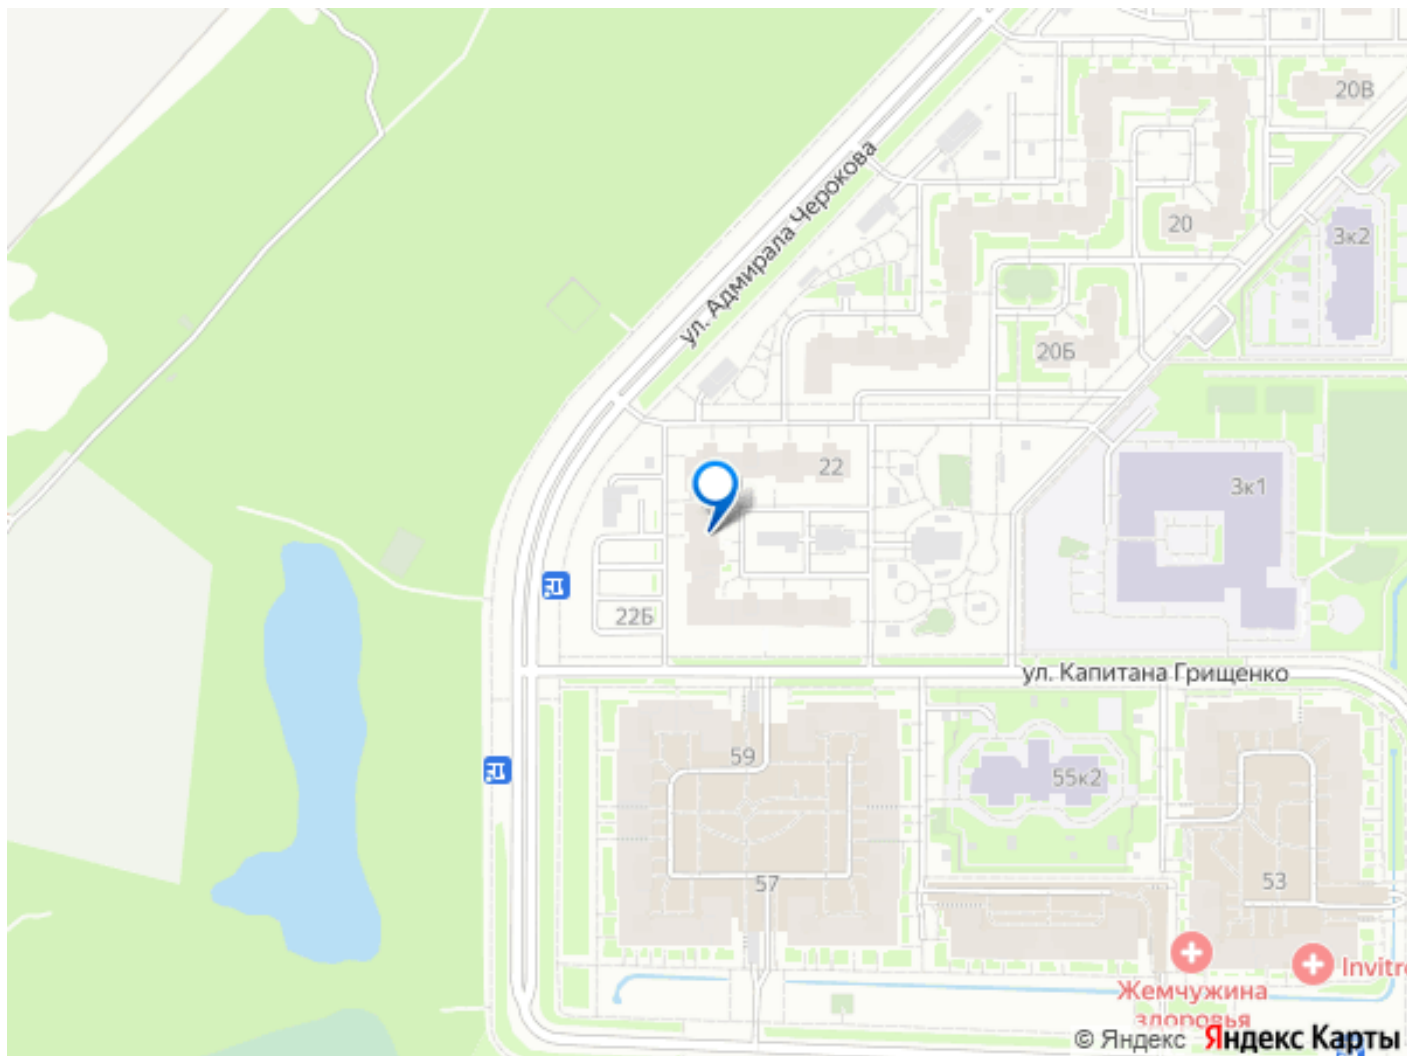 20В
ул. Адмирала Черокова
20
3к2
20Б
22
3к1
22Б
ул. Капитана Грищенко
59
55к2
57
53
Invitro
Жемчужина
здоровья
© Яндекс Яндекс Карты